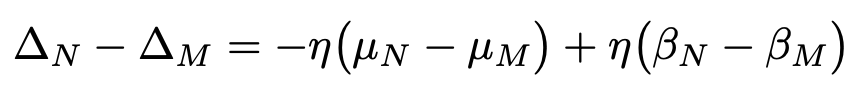 Δ_N − Δ_M = −η(μ_N − μ_M) + η(β_N − β_M)